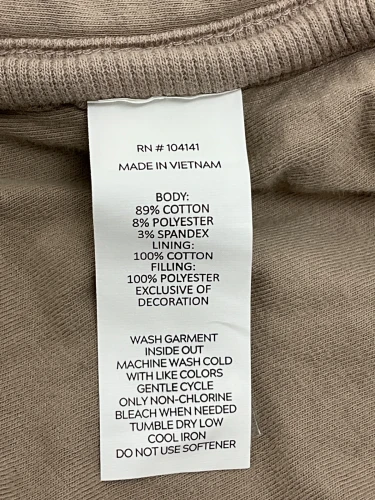 RN # 104141
MADE IN VIETNAM
BODY:
89% COTTON
8% POLYESTER
3% SPANDEX
LINING:
100% COTTON
FILLING:
100% POLYESTER
EXCLUSIVE OF
DECORATION
WASH GARMENT
INSIDE OUT
MACHINE WASH COLD
WITH LIKE COLORS
GENTLE CYCLE
ONLY NON-CHLORINE
BLEACH WHEN NEEDED
TUMBLE DRY LOW
COOL IRON
DO NOT USE SOFTENER